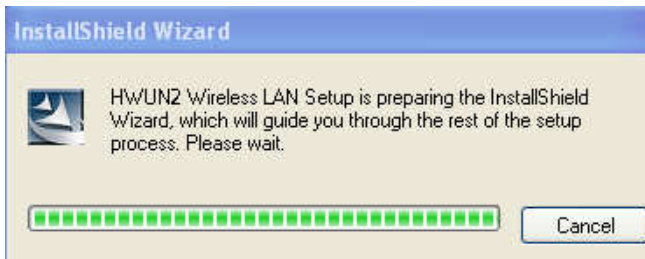 InstallShield Wizard
HWUN2 Wireless LAN Setup is preparing the InstallShield
Wizard, which will guide you through the rest of the setup
process. Please wait.
Cancel